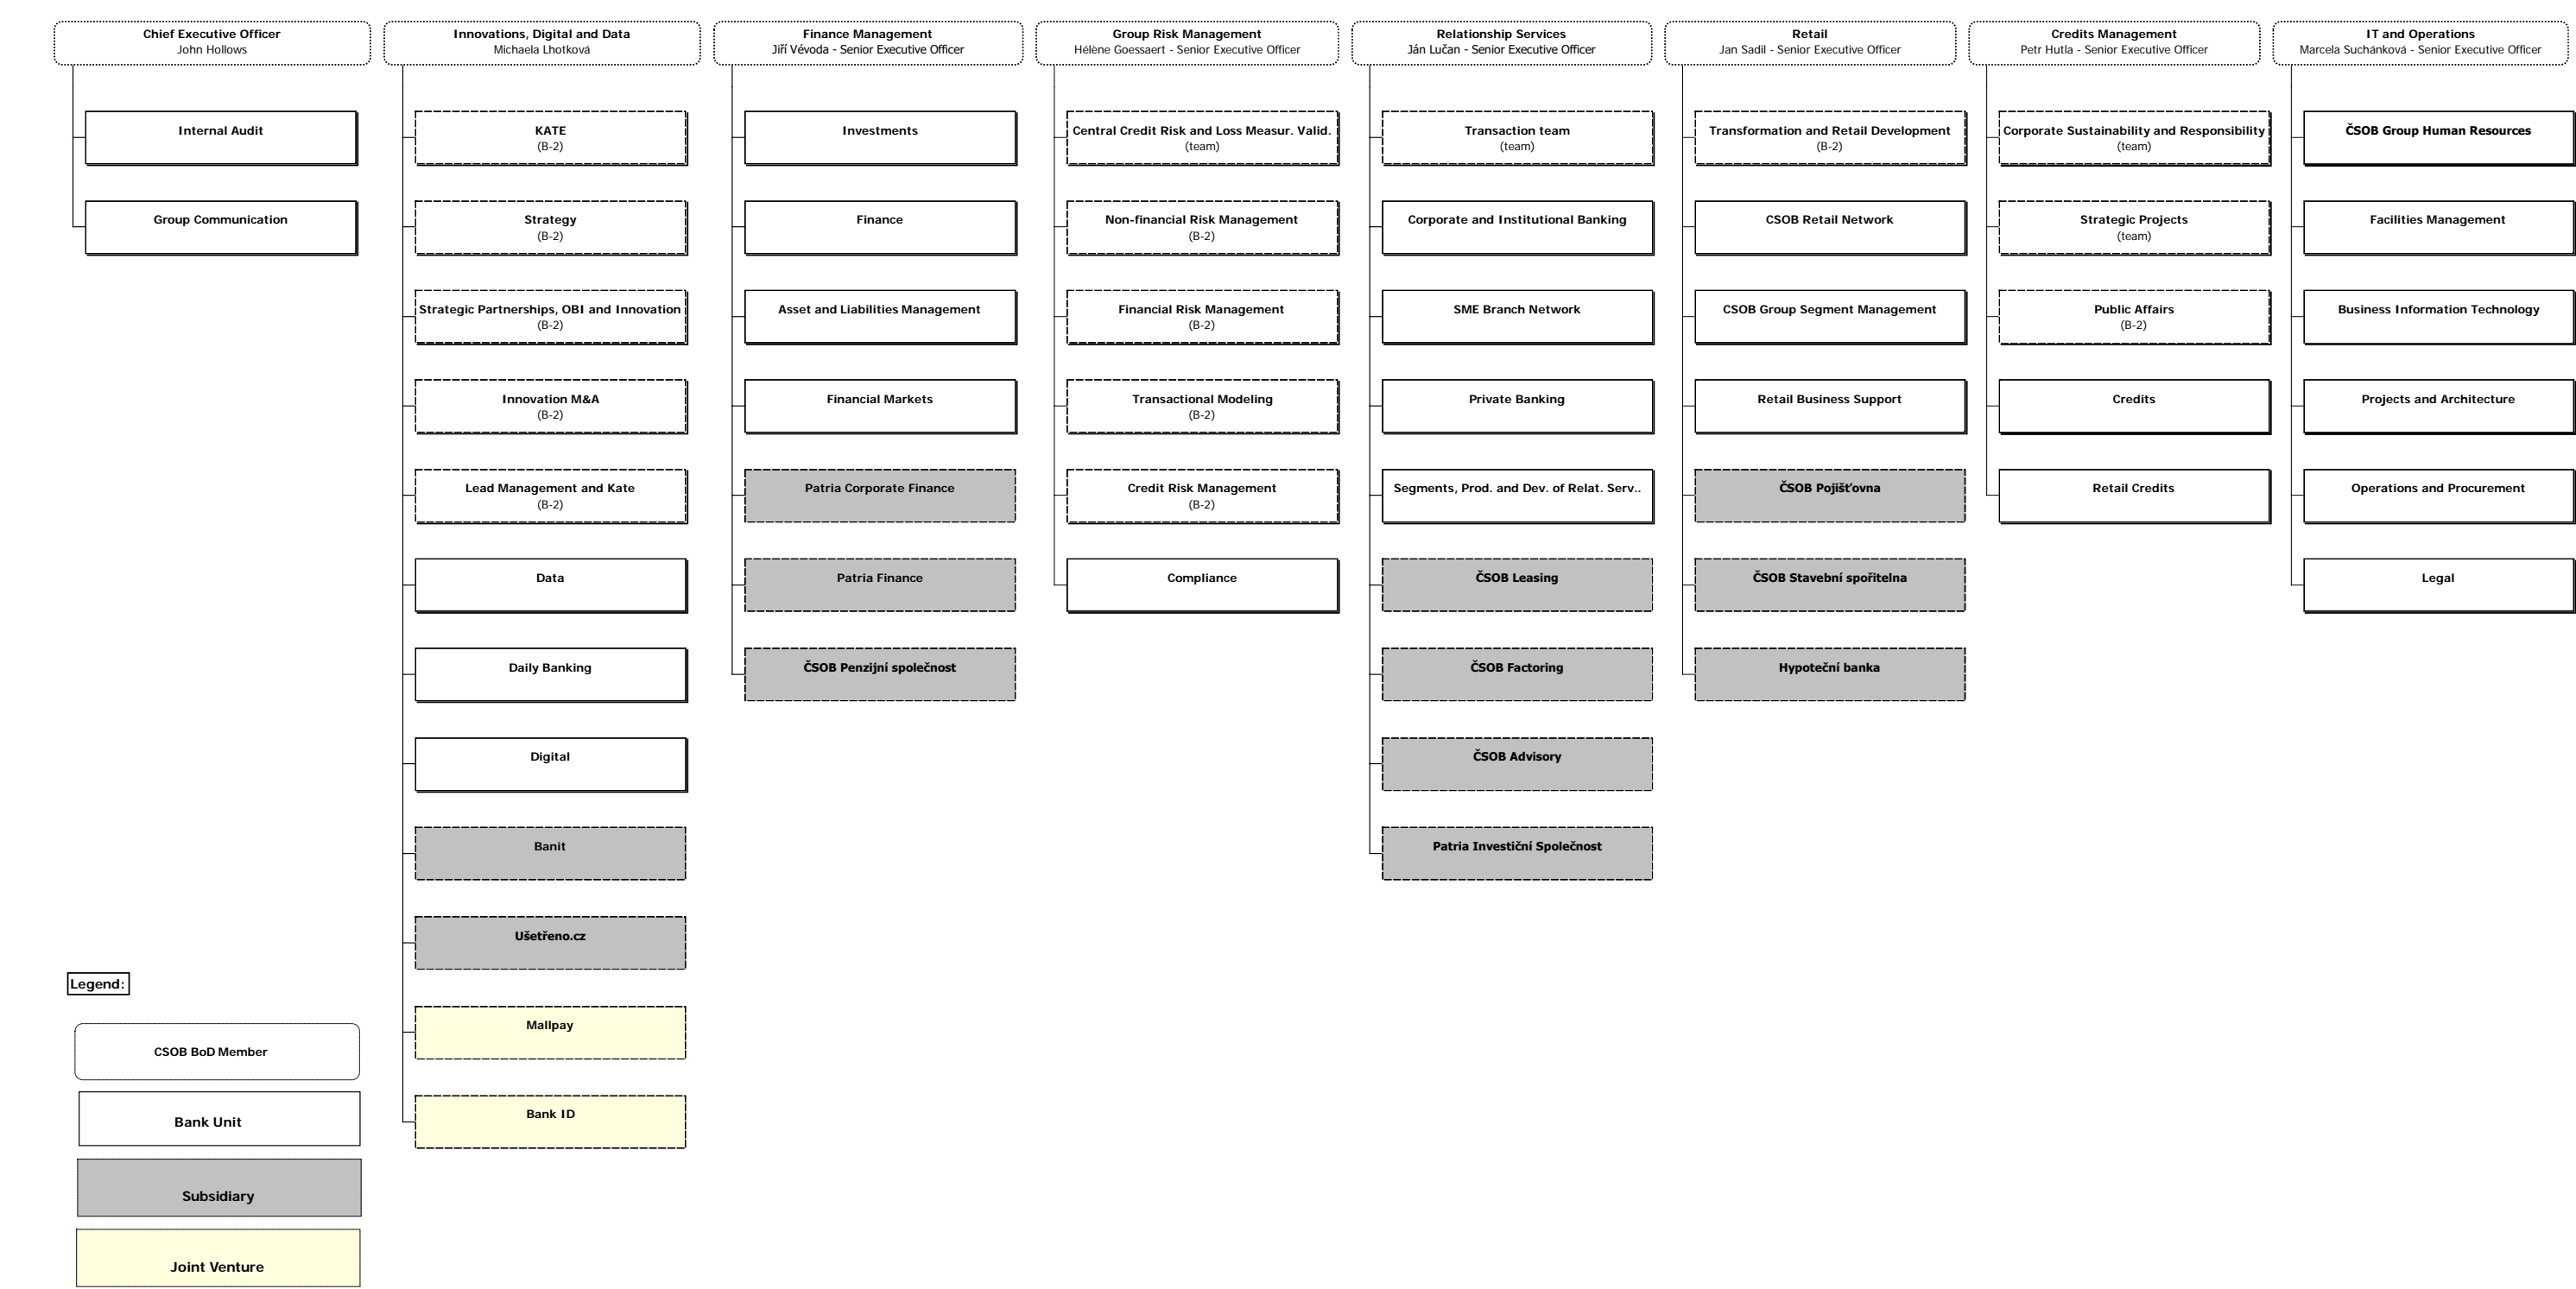 Chief Executive Officer
John Hollows
Internal Audit
Group Communication
Innovations, Digital and Data
Michaela Lhotková
KATE
(B-2)
Strategy
(B-2)
Strategic Partnerships, OBI and Innovation
(B-2)
Innovation M&A
(B-2)
Lead Management and Kate
(B-2)
Data
Daily Banking
Digital
Banit
Ušetřeno.cz
Mallpay
Bank ID
Finance Management
Jiří Vévoda - Senior Executive Officer
Investments
Finance
Asset and Liabilities Management
Financial Markets
Patria Corporate Finance
Patria Finance
ČSOB Penzijní společnost
Group Risk Management
Hélène Goessaert - Senior Executive Officer
Central Credit Risk and Loss Measur. Valid.
(team)
Non-financial Risk Management
(B-2)
Financial Risk Management
(B-2)
Transactional Modeling
(B-2)
Credit Risk Management
(B-2)
Compliance
Relationship Services
Ján Lučan - Senior Executive Officer
Transaction team
(team)
Corporate and Institutional Banking
SME Branch Network
Private Banking
Segments, Prod. and Dev. of Relat. Serv..
ČSOB Leasing
ČSOB Factoring
ČSOB Advisory
Patria Investiční Společnost
Retail
Jan Sadil - Senior Executive Officer
Transformation and Retail Development
(B-2)
CSOB Retail Network
CSOB Group Segment Management
Retail Business Support
ČSOB Pojišťovna
ČSOB Stavební spořitelna
Hypoteční banka
Credits Management
Petr Hutla - Senior Executive Officer
Corporate Sustainability and Responsibility
(team)
Strategic Projects
(team)
Public Affairs
(B-2)
Credits
Retail Credits
IT and Operations
Marcela Suchánková - Senior Executive Officer
ČSOB Group Human Resources
Facilities Management
Business Information Technology
Projects and Architecture
Operations and Procurement
Legal
Legend:
CSOB BoD Member
Bank Unit
Subsidiary
Joint Venture